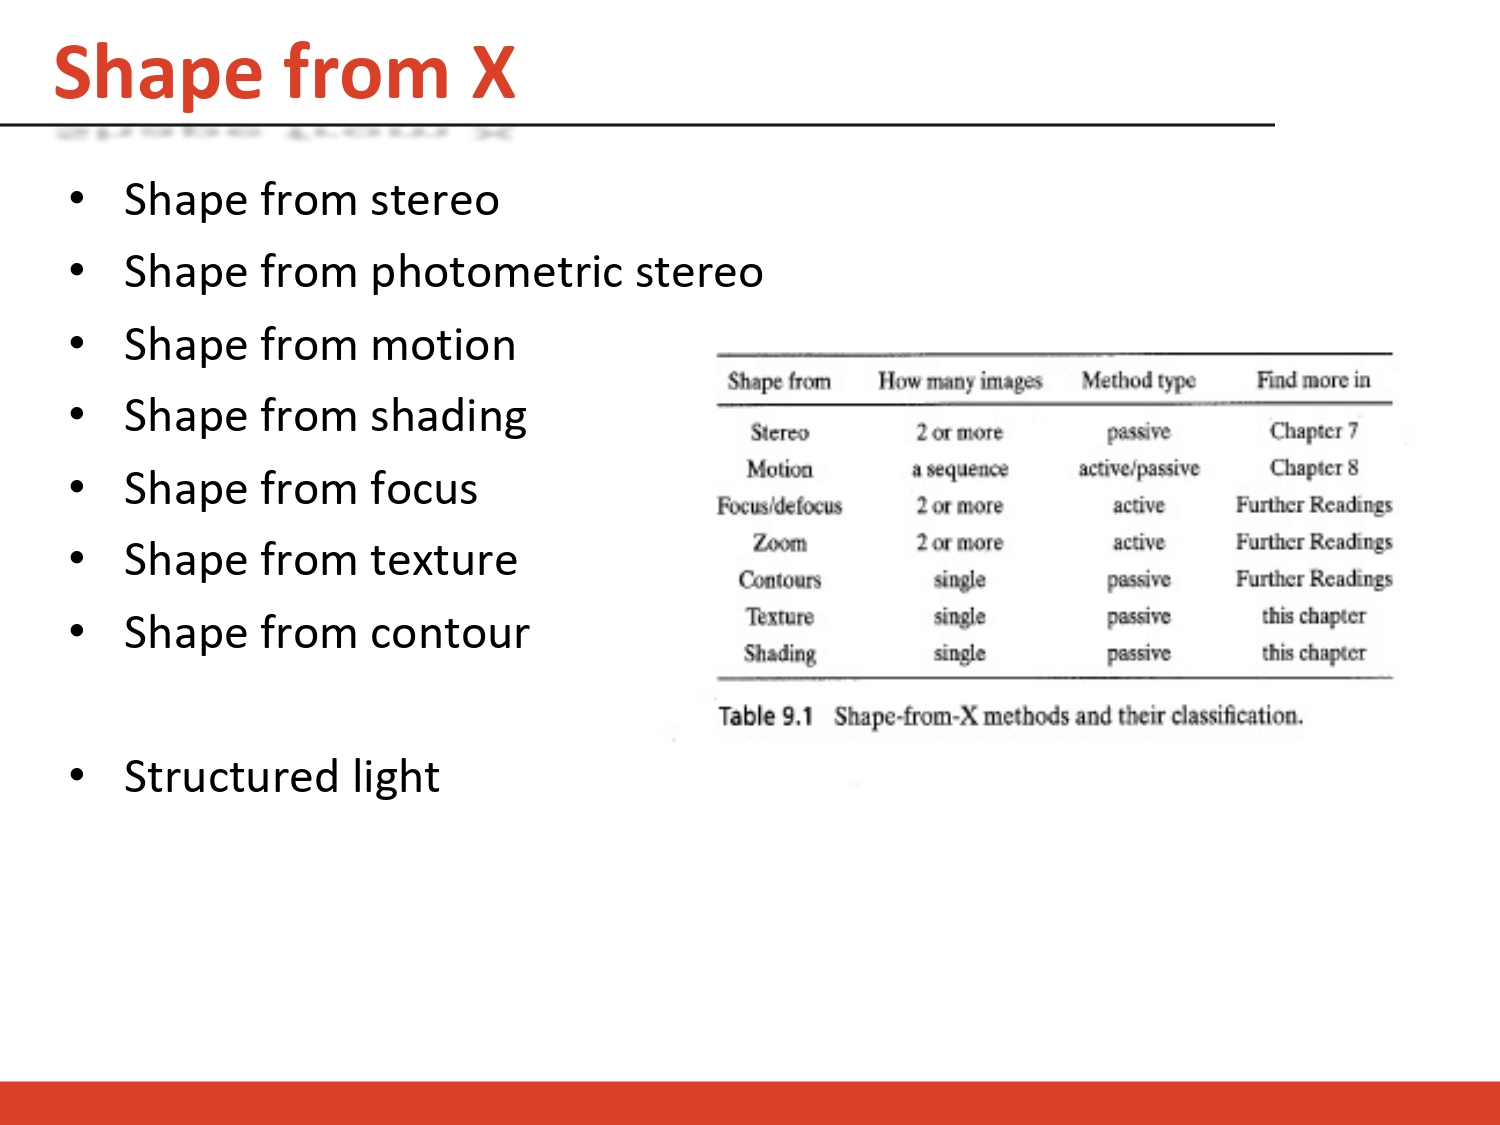 Shape from X
• Shape from stereo
• Shape from photometric stereo
• Shape from motion
• Shape from shading
• Shape from focus
• Shape from texture
• Shape from contour
• Structured light
Shape from How many images Method type Find more in
Stereo 2 or more passive Chapter 7
Motion a sequence active/passive Chapter 8
Focus/defocus 2 or more active Further Readings
Zoom 2 or more active Further Readings
Contours single passive Further Readings
Texture single passive this chapter
Shading single passive this chapter
Table 9.1 Shape-from-X methods and their classification.